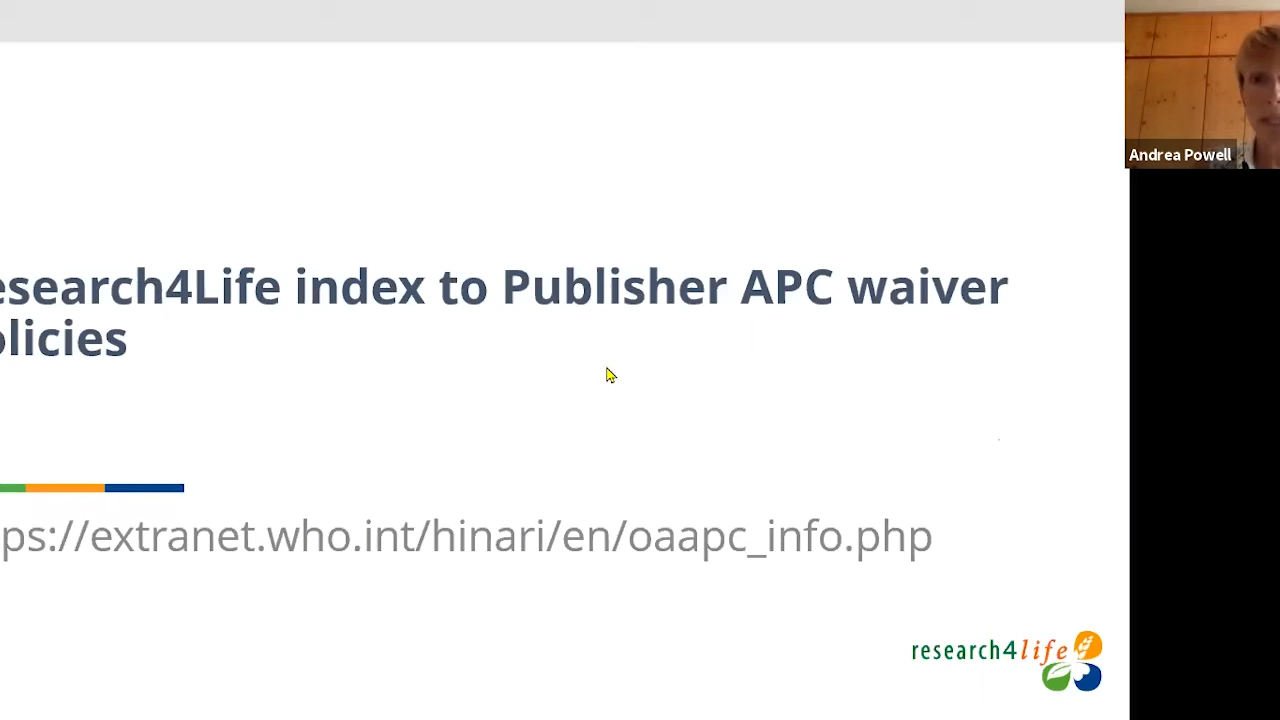 esearch4Life index to Publisher APC waiver
olicies
ps://extranet.who.int/hinari/en/oaapc_info.php
research4life
Andrea Powell